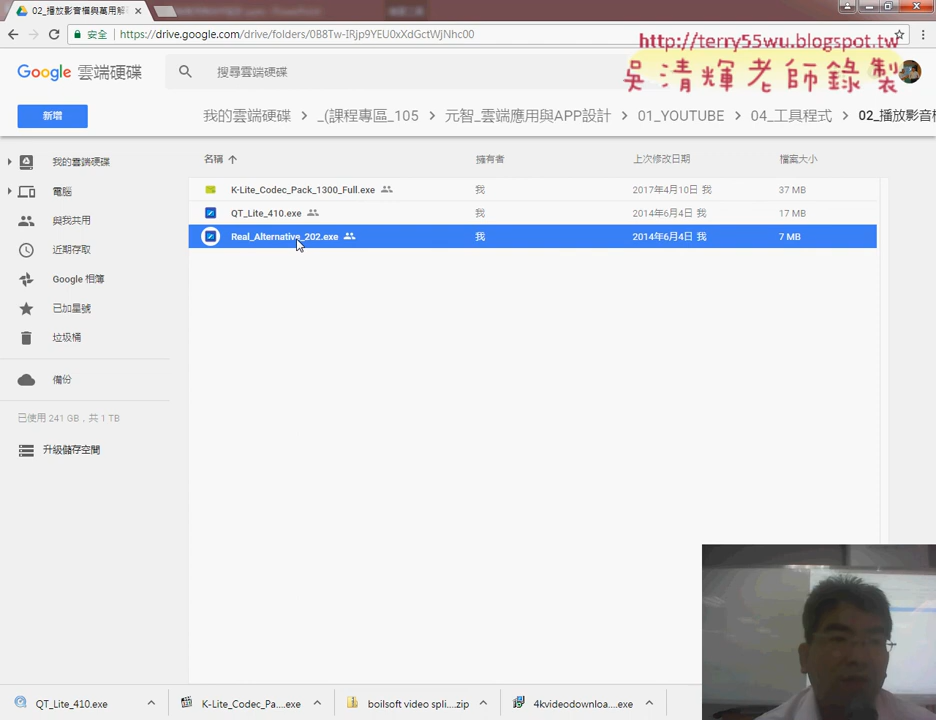 02_播放影音檔與萬用解
安全 https://drive.google.com/drive/folders/0B8Tw-IRjp9YEU0xXdGctWjNhc00
http://terry55wu.blogspot.tw
吳清輝老師錄製
Google 雲端硬碟
搜尋雲端硬碟
新增
我的雲端硬碟 > _(課程專區_105 > 元智_雲端應用與APP設計 > 01_YOUTUBE > 04_工具程式 > 02_播放影音檔
名稱 擁有者 上次修改日期 檔案大小
我的雲端硬碟
電腦
與我共用
近期存取
Google 相簿
已加星號
垃圾桶
備份
已使用 241 GB，共 1 TB
升級儲存空間
K-Lite_Codec_Pack_1300_Full.exe 我 2017年4月10日 我 37 MB
QT_Lite_410.exe 我 2014年6月4日 我 17 MB
Real_Alternative_202.exe 我 2014年6月4日 我 7 MB
QT_Lite_410.exe
K-Lite_Codec_Pa....exe
boilsoft video spli....zip
4kvideodownloa....exe